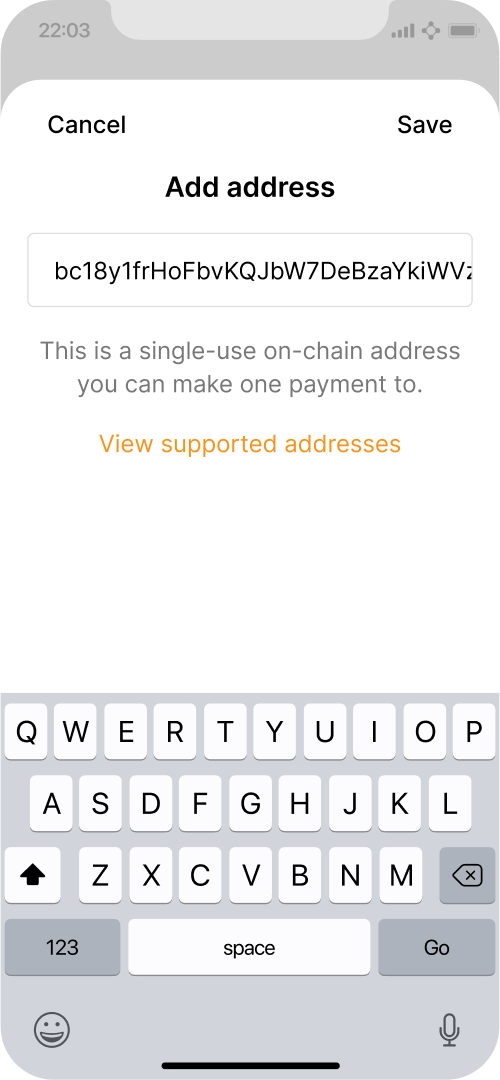 22:03
Cancel Save
Add address
bc18y1frHoFbvKQJbW7DeBzaYkiWVz
This is a single-use on-chain address
you can make one payment to.
View supported addresses
Q W E R T Y U I O P
A S D F G H J K L
Z X C V B N M
123 space Go